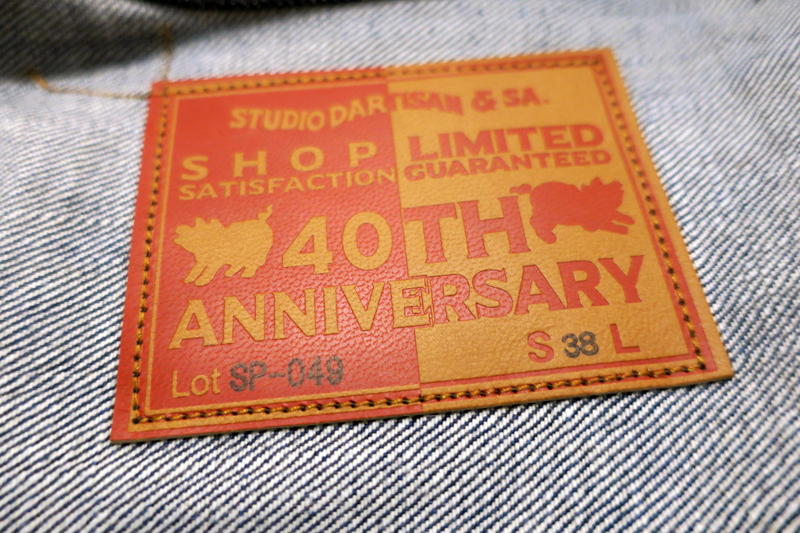 STUDIO DARTISAN & SA.
SHOP LIMITED
SATISFACTION GUARANTEED
40TH
ANNIVERSARY
S 38 L
Lot SP-049